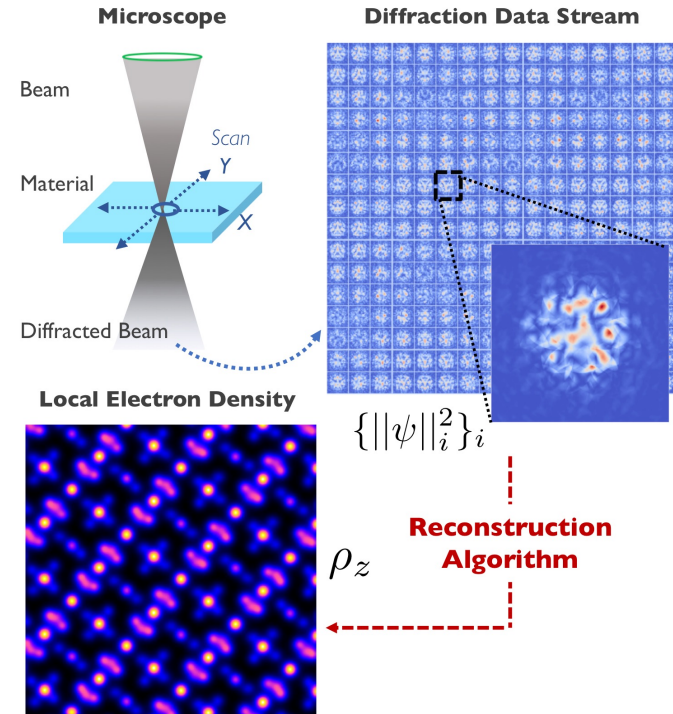 Microscope
Beam
Scan
Y
Material
X
Diffracted Beam
Diffraction Data Stream
{||ψ||²ᵢ}ᵢ
Reconstruction
Algorithm
Local Electron Density
ρ_z